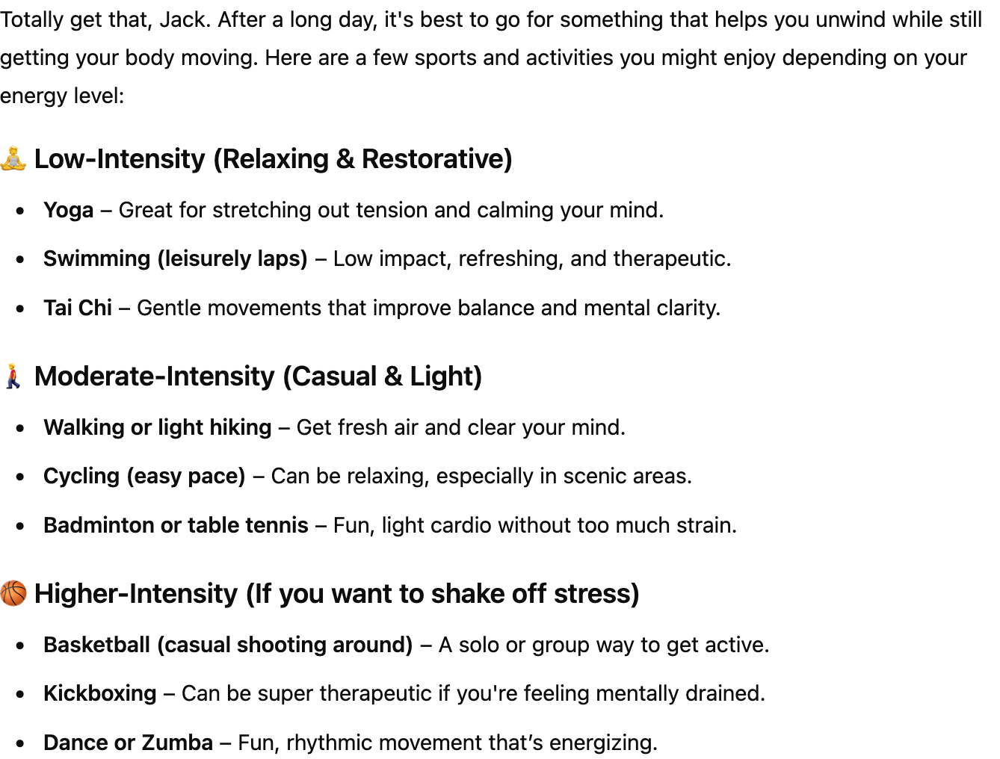 Totally get that, Jack. After a long day, it's best to go for something that helps you unwind while still
getting your body moving. Here are a few sports and activities you might enjoy depending on your
energy level:
🧘 Low-Intensity (Relaxing & Restorative)
• Yoga – Great for stretching out tension and calming your mind.
• Swimming (leisurely laps) – Low impact, refreshing, and therapeutic.
• Tai Chi – Gentle movements that improve balance and mental clarity.
🚶 Moderate-Intensity (Casual & Light)
• Walking or light hiking – Get fresh air and clear your mind.
• Cycling (easy pace) – Can be relaxing, especially in scenic areas.
• Badminton or table tennis – Fun, light cardio without too much strain.
🏀 Higher-Intensity (If you want to shake off stress)
• Basketball (casual shooting around) – A solo or group way to get active.
• Kickboxing – Can be super therapeutic if you're feeling mentally drained.
• Dance or Zumba – Fun, rhythmic movement that’s energizing.